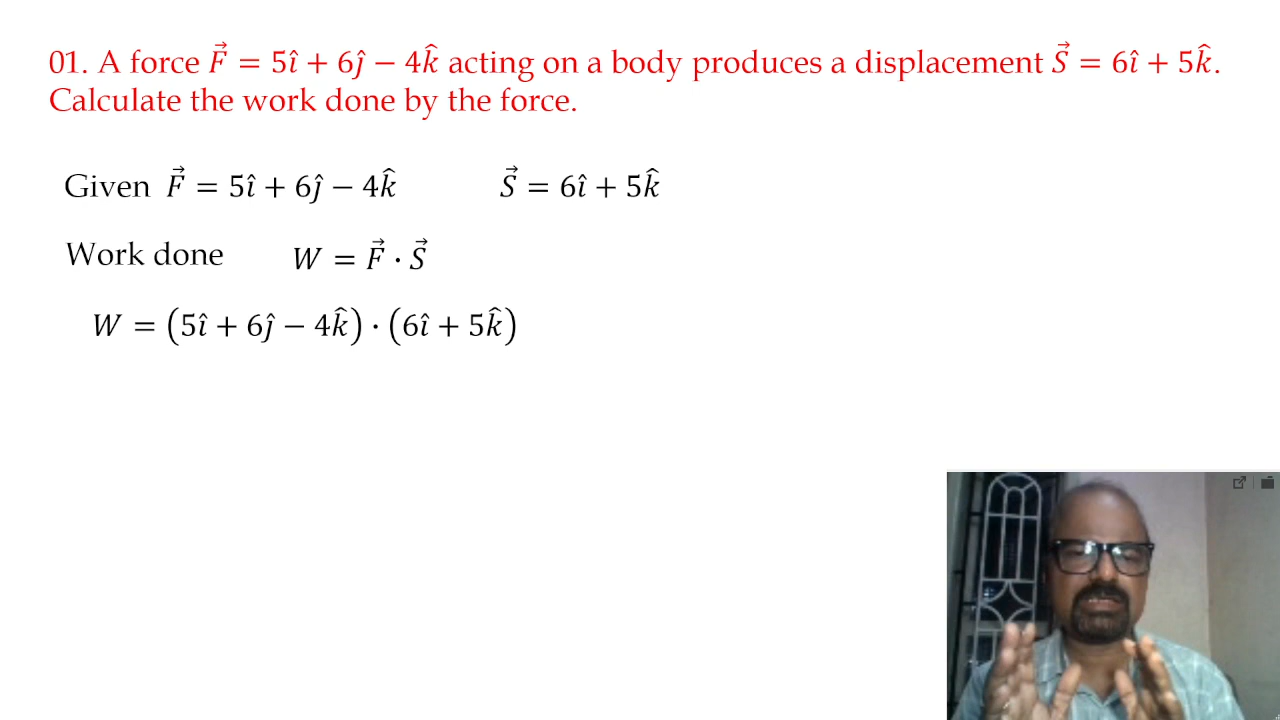 01. A force F⃗ = 5î + 6ĵ − 4k̂ acting on a body produces a displacement S⃗ = 6î + 5k̂.
Calculate the work done by the force.
Given F⃗ = 5î + 6ĵ − 4k̂ S⃗ = 6î + 5k̂
Work done W = F⃗ · S⃗
W = (5î + 6ĵ − 4k̂) · (6î + 5k̂)